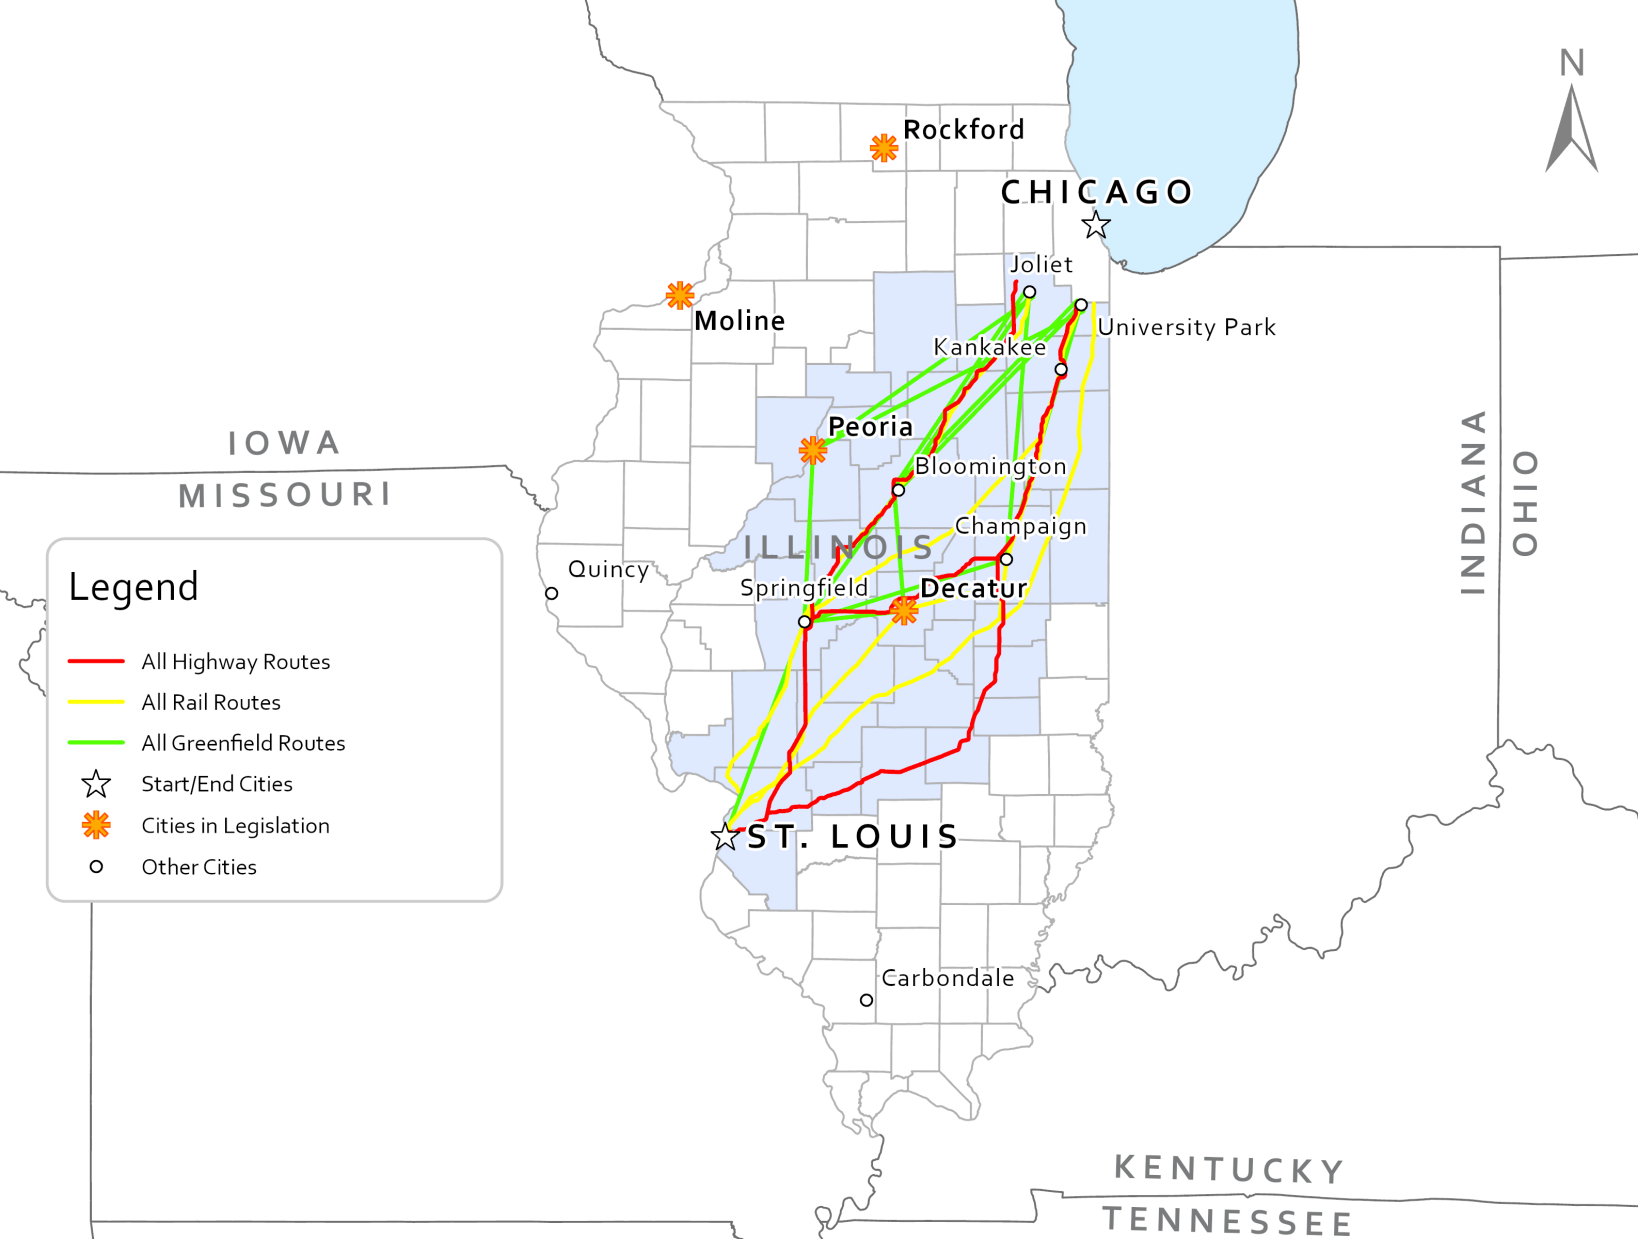 N
Rockford
CHICAGO
Joliet
Moline
University Park
Kankakee
Peoria
IOWA
MISSOURI
Bloomington
INDIANA
OHIO
Champaign
ILLINOIS
Quincy
Springfield
Decatur
Legend
All Highway Routes
All Rail Routes
All Greenfield Routes
Start/End Cities
Cities in Legislation
Other Cities
ST. LOUIS
Carbondale
KENTUCKY
TENNESSEE